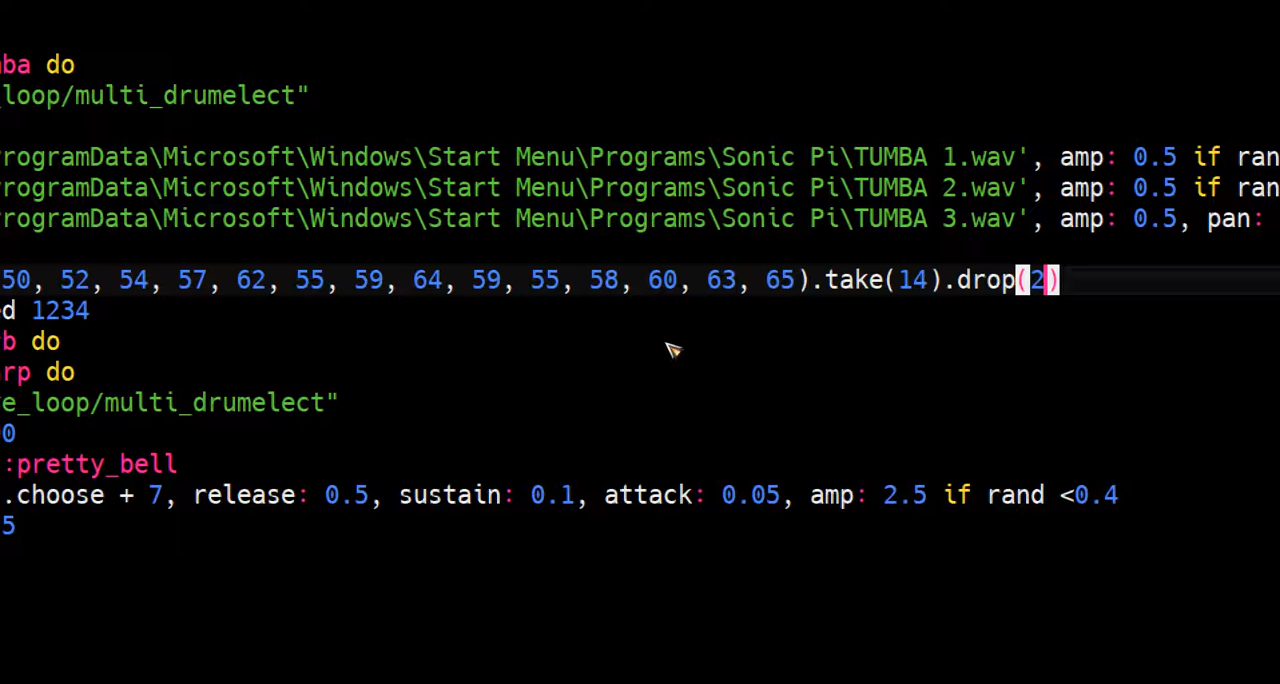 mba do
loop/multi_drumelect"
rogramData\Microsoft\Windows\Start Menu\Programs\Sonic Pi\TUMBA 1.wav', amp: 0.5 if ran
rogramData\Microsoft\Windows\Start Menu\Programs\Sonic Pi\TUMBA 2.wav', amp: 0.5 if ran
rogramData\Microsoft\Windows\Start Menu\Programs\Sonic Pi\TUMBA 3.wav', amp: 0.5, pan:
50, 52, 54, 57, 62, 55, 59, 64, 59, 55, 58, 60, 63, 65).take(14).drop(2)
ed 1234
rb do
arp do
e_loop/multi_drumelect"
0
:pretty_bell
.choose + 7, release: 0.5, sustain: 0.1, attack: 0.05, amp: 2.5 if rand <0.4
5